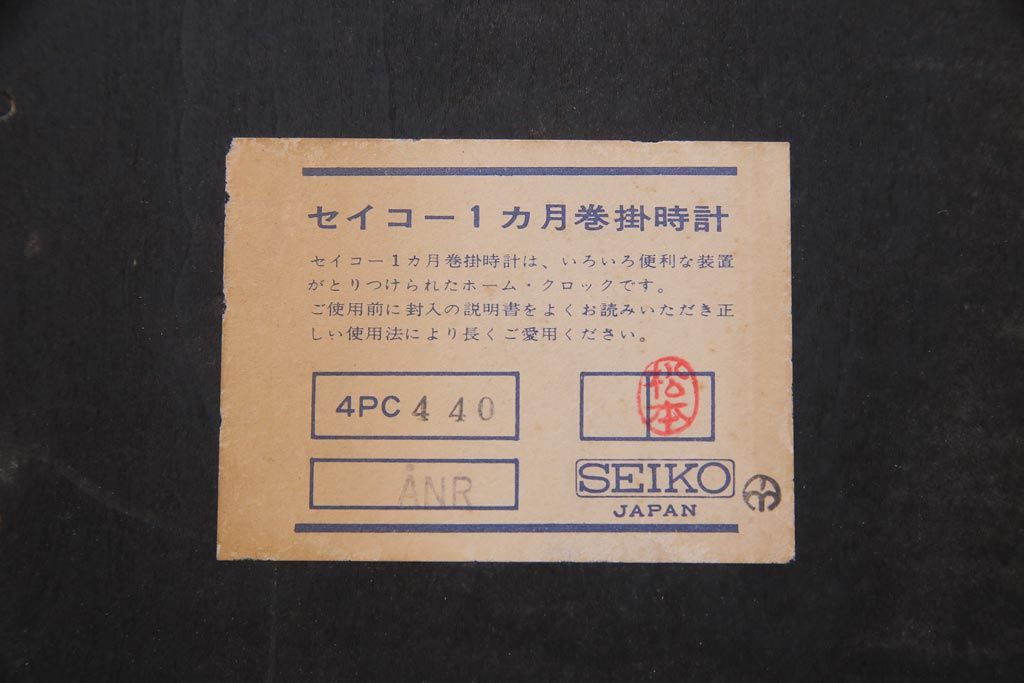 セイコー1カ月巻掛時計
セイコー1カ月巻掛時計は、いろいろ便利な装置
がとりつけられたホーム・クロックです。
ご使用前に封入の説明書をよくお読みいただき正
しい使用法により長くご愛用ください。
4PC 440
松本
ANR
SEIKO
JAPAN